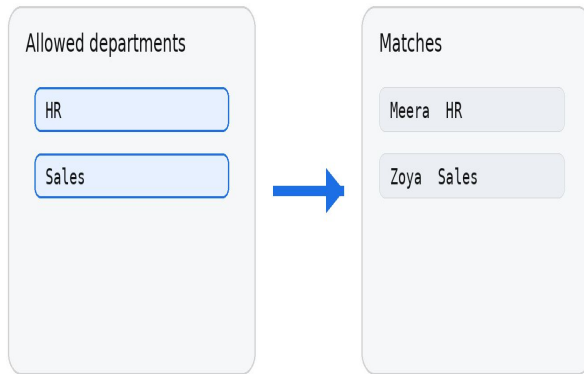 Allowed departments
HR
Sales
Matches
Meera HR
Zoya Sales